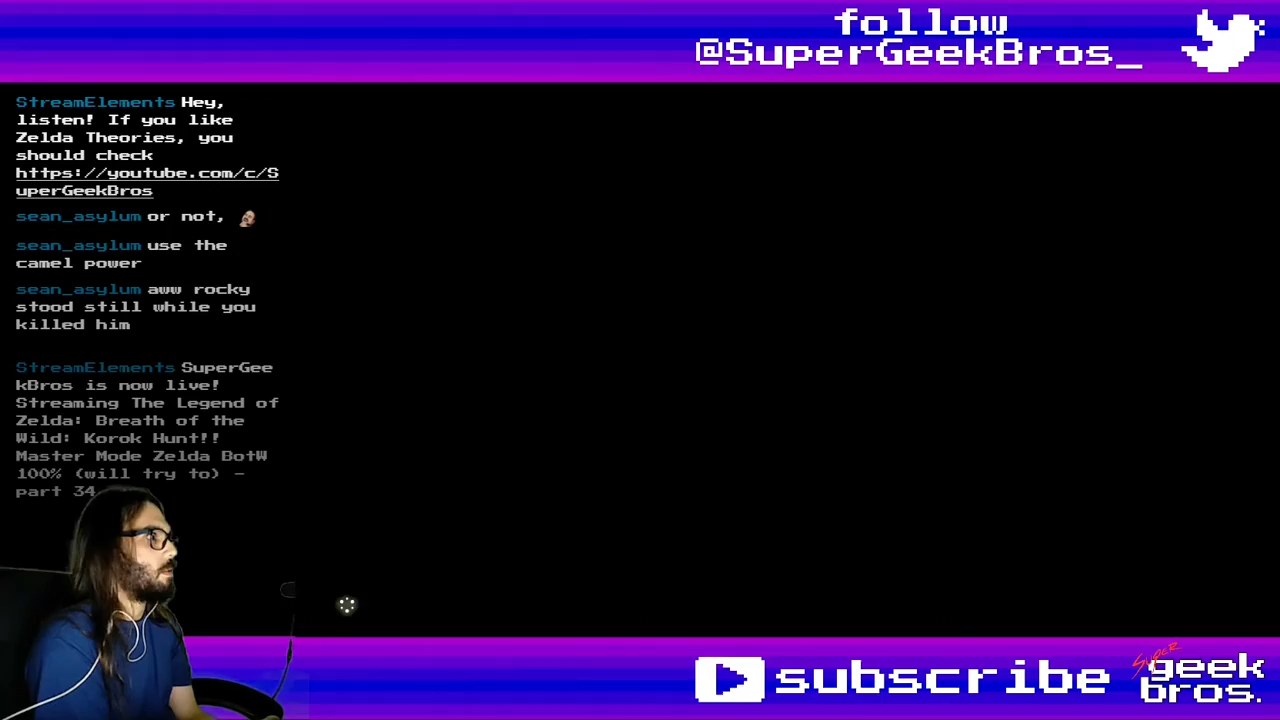 follow
@SuperGeekBros_
StreamElements Hey,
listen! If you like
Zelda Theories, you
should check
https://youtube.com/c/S
uperGeekBros
sean_asylum or not,
sean_asylum use the
camel power
sean_asylum aww rocky
stood still while you
killed him
StreamElements SuperGee
kBros is now live!
Streaming The Legend of
Zelda: Breath of the
Wild: Korok Hunt!!
Master Mode Zelda BotW
100% (will try to) -
part 34
subscribe
SUPER
geek
bros.